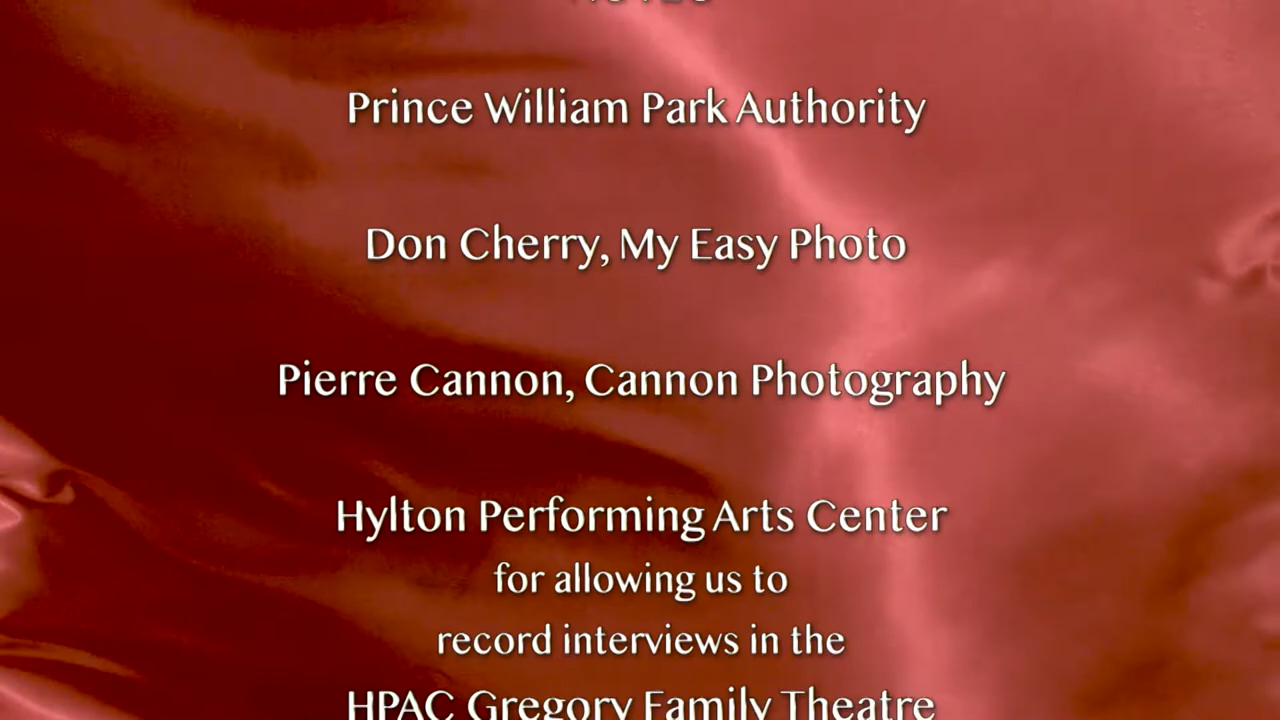 Prince William Park Authority
Don Cherry, My Easy Photo
Pierre Cannon, Cannon Photography
Hylton Performing Arts Center
for allowing us to
record interviews in the
HPAC Gregory Family Theatre